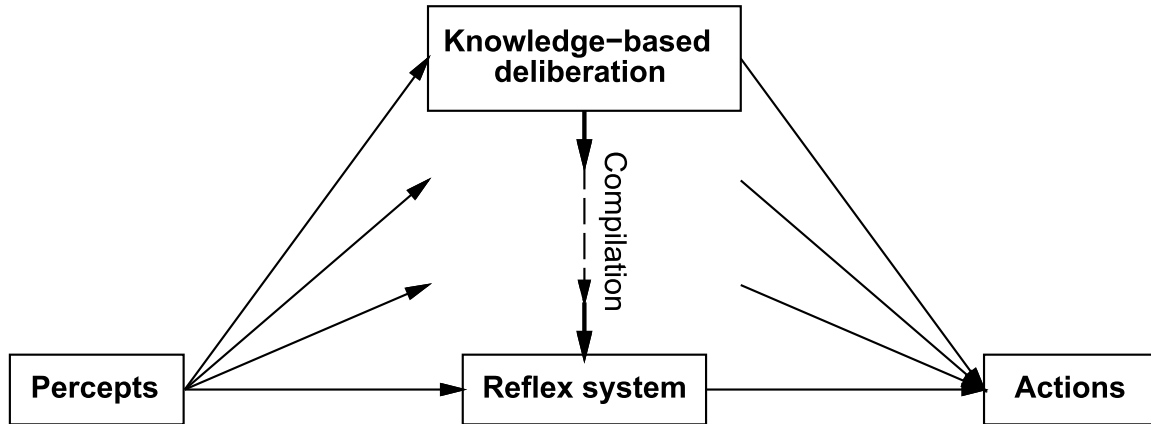 Knowledge−based
deliberation
Compilation
Percepts
Reflex system
Actions